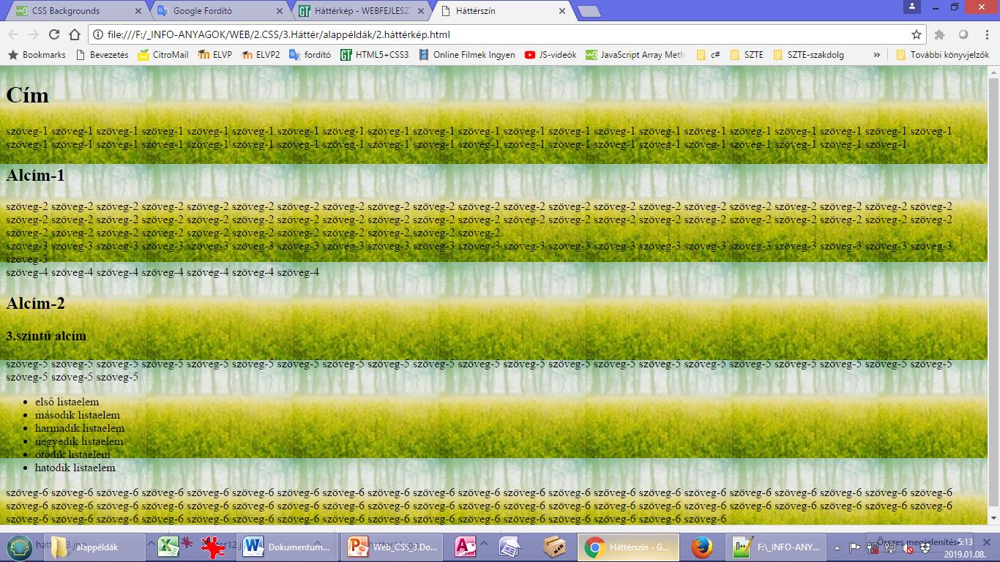 CSS Backgrounds
Google Fordító
Háttérkép - WEBFEJLESZT
Háttérszín
file:///F:/_INFO-ANYAGOK/WEB/2.CSS/3.Háttér/alappéldák/2.háttérkép.html
Bookmarks Bevezetés CitroMail ELVP ELVP2 fordító HTML5+CSS3 Online Filmek Ingyen JS-videók JavaScript Array Meth c# SZTE SZTE-szakdolg » További könyvjelzők
Cím
szöveg-1 szöveg-1 szöveg-1 szöveg-1 szöveg-1 szöveg-1 szöveg-1 szöveg-1 szöveg-1 szöveg-1 szöveg-1 szöveg-1 szöveg-1 szöveg-1 szöveg-1 szöveg-1 szöveg-1 szöveg-1 szöveg-1 szöveg-1 szöveg-1
szöveg-1 szöveg-1 szöveg-1 szöveg-1 szöveg-1 szöveg-1 szöveg-1 szöveg-1 szöveg-1 szöveg-1 szöveg-1 szöveg-1 szöveg-1 szöveg-1 szöveg-1 szöveg-1 szöveg-1 szöveg-1 szöveg-1 szöveg-1
Alcím-1
szöveg-2 szöveg-2 szöveg-2 szöveg-2 szöveg-2 szöveg-2 szöveg-2 szöveg-2 szöveg-2 szöveg-2 szöveg-2 szöveg-2 szöveg-2 szöveg-2 szöveg-2 szöveg-2 szöveg-2 szöveg-2 szöveg-2 szöveg-2 szöveg-2
szöveg-2 szöveg-2 szöveg-2 szöveg-2 szöveg-2 szöveg-2 szöveg-2 szöveg-2 szöveg-2 szöveg-2 szöveg-2 szöveg-2 szöveg-2 szöveg-2 szöveg-2 szöveg-2 szöveg-2 szöveg-2 szöveg-2 szöveg-2 szöveg-2
szöveg-2 szöveg-2 szöveg-2 szöveg-2 szöveg-2 szöveg-2 szöveg-2 szöveg-2 szöveg-2 szöveg-2 szöveg-2
szöveg-3 szöveg-3 szöveg-3 szöveg-3 szöveg-3 szöveg-3 szöveg-3 szöveg-3 szöveg-3 szöveg-3 szöveg-3 szöveg-3 szöveg-3 szöveg-3 szöveg-3 szöveg-3 szöveg-3 szöveg-3 szöveg-3 szöveg-3 szöveg-3
szöveg-3
szöveg-4 szöveg-4 szöveg-4 szöveg-4 szöveg-4 szöveg-4 szöveg-4
Alcím-2
3.szintű alcím
szöveg-5 szöveg-5 szöveg-5 szöveg-5 szöveg-5 szöveg-5 szöveg-5 szöveg-5 szöveg-5 szöveg-5 szöveg-5 szöveg-5 szöveg-5 szöveg-5 szöveg-5 szöveg-5 szöveg-5 szöveg-5 szöveg-5 szöveg-5 szöveg-5
szöveg-5 szöveg-5 szöveg-5
• első listaelem
• második listaelem
• harmadik listaelem
• negyedik listaelem
• ötödik listaelem
• hatodik listaelem
szöveg-6 szöveg-6 szöveg-6 szöveg-6 szöveg-6 szöveg-6 szöveg-6 szöveg-6 szöveg-6 szöveg-6 szöveg-6 szöveg-6 szöveg-6 szöveg-6 szöveg-6 szöveg-6 szöveg-6 szöveg-6 szöveg-6 szöveg-6 szöveg-6
szöveg-6 szöveg-6 szöveg-6 szöveg-6 szöveg-6 szöveg-6 szöveg-6 szöveg-6 szöveg-6 szöveg-6 szöveg-6 szöveg-6 szöveg-6 szöveg-6 szöveg-6 szöveg-6 szöveg-6 szöveg-6 szöveg-6 szöveg-6 szöveg-6
szöveg-6 szöveg-6 szöveg-6 szöveg-6 szöveg-6 szöveg-6 szöveg-6 szöveg-6 szöveg-6 szöveg-6 szöveg-6 szöveg-6 szöveg-6 szöveg-6 szöveg-6 szöveg-6
alappéldák Dokumentum... Web_CSS_3.Do... Háttérszín - G... F:\_INFO-ANY... Összes megjelenítése 5:13
2019.01.08.